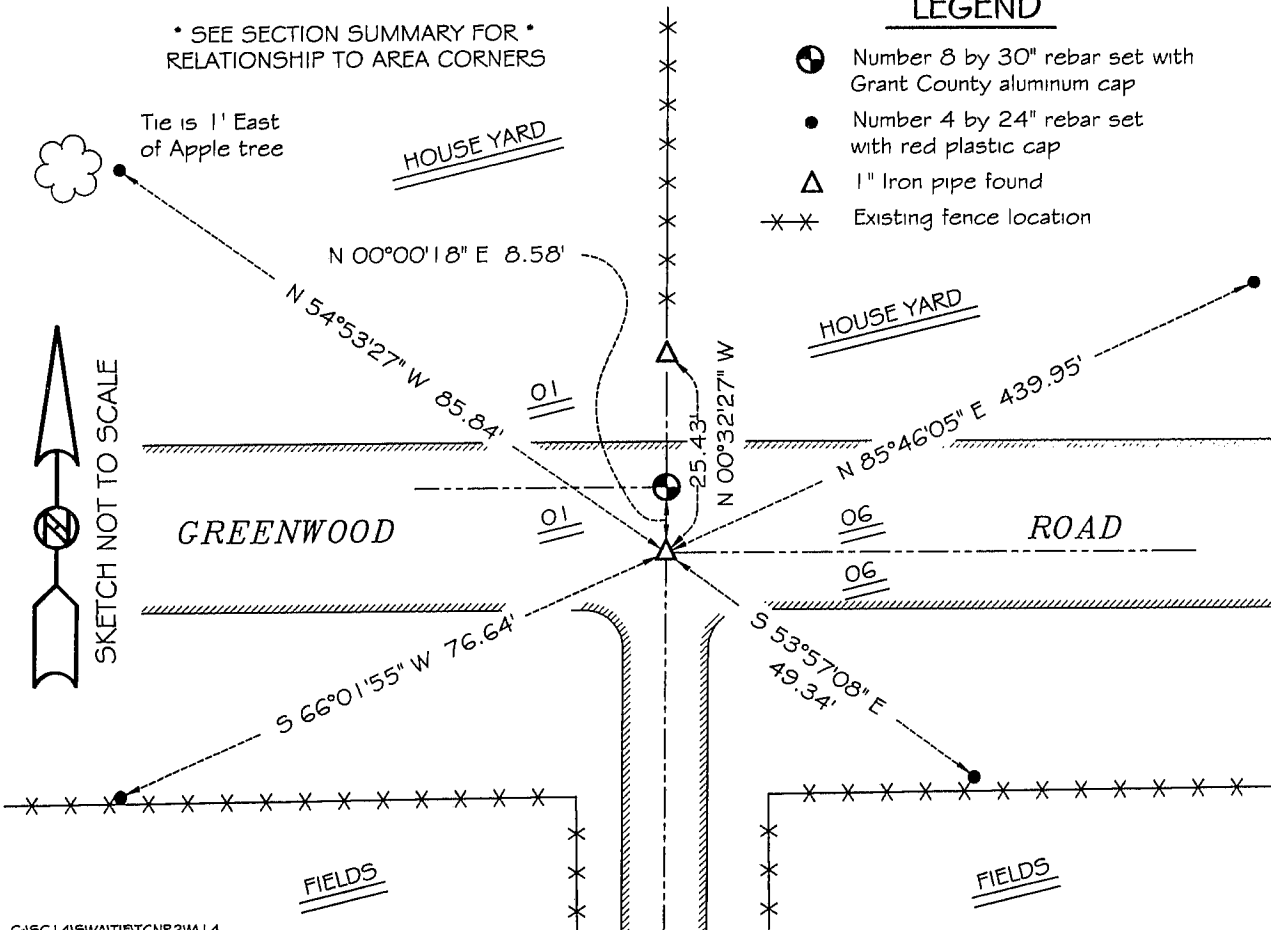 * SEE SECTION SUMMARY FOR *
RELATIONSHIP TO AREA CORNERS
LEGEND
Number 8 by 30" rebar set with
Grant County aluminum cap
Number 4 by 24" rebar set
with red plastic cap
1" Iron pipe found
Existing fence location
Tie is 1' East
of Apple tree
HOUSE YARD
N 00°00'18" E 8.58'
N 54°53'27" W 85.84'
HOUSE YARD
25.43'
N 00°32'27" W
N 85°46'05" E 439.95'
01
SKETCH NOT TO SCALE
N
GREENWOOD
01
06
ROAD
06
S 66°01'55" W 76.64'
S 53°57'08" E
49.34'
FIELDS
FIELDS